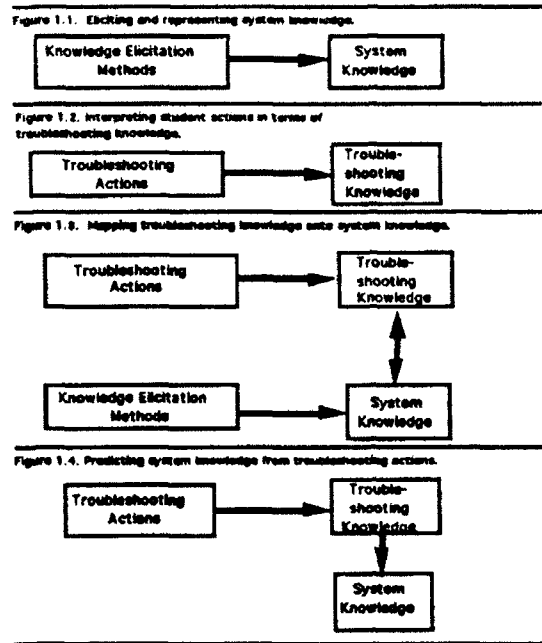 Figure 1.1. Eliciting and representing system knowledge.
Knowledge Elicitation
Methods
System
Knowledge
Figure 1.2. Interpreting student actions in terms of
troubleshooting knowledge.
Troubleshooting
Actions
Trouble-
shooting
Knowledge
Figure 1.3. Mapping troubleshooting knowledge onto system knowledge.
Troubleshooting
Actions
Trouble-
shooting
Knowledge
Knowledge Elicitation
Methods
System
Knowledge
Figure 1.4. Predicting system knowledge from troubleshooting actions.
Troubleshooting
Actions
Trouble-
shooting
Knowledge
System
Knowledge